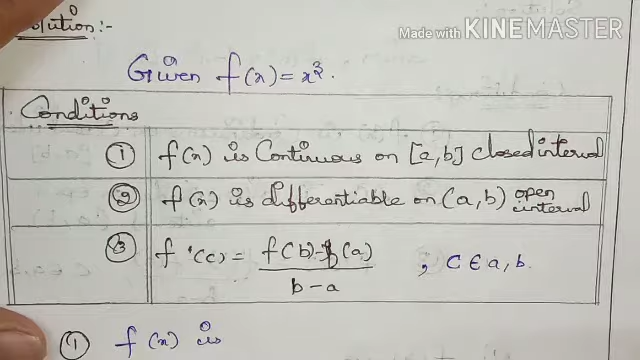 Solution:-
Made with KINEMASTER
Given f(x) = x³.
Conditions
① f(x) is Continuous on [a,b] closed interval
② f(x) is differentiable on (a,b) open interval
③ f'(c) = f(b)-f(a) / b-a , C ∈ a, b.
① f(x) is